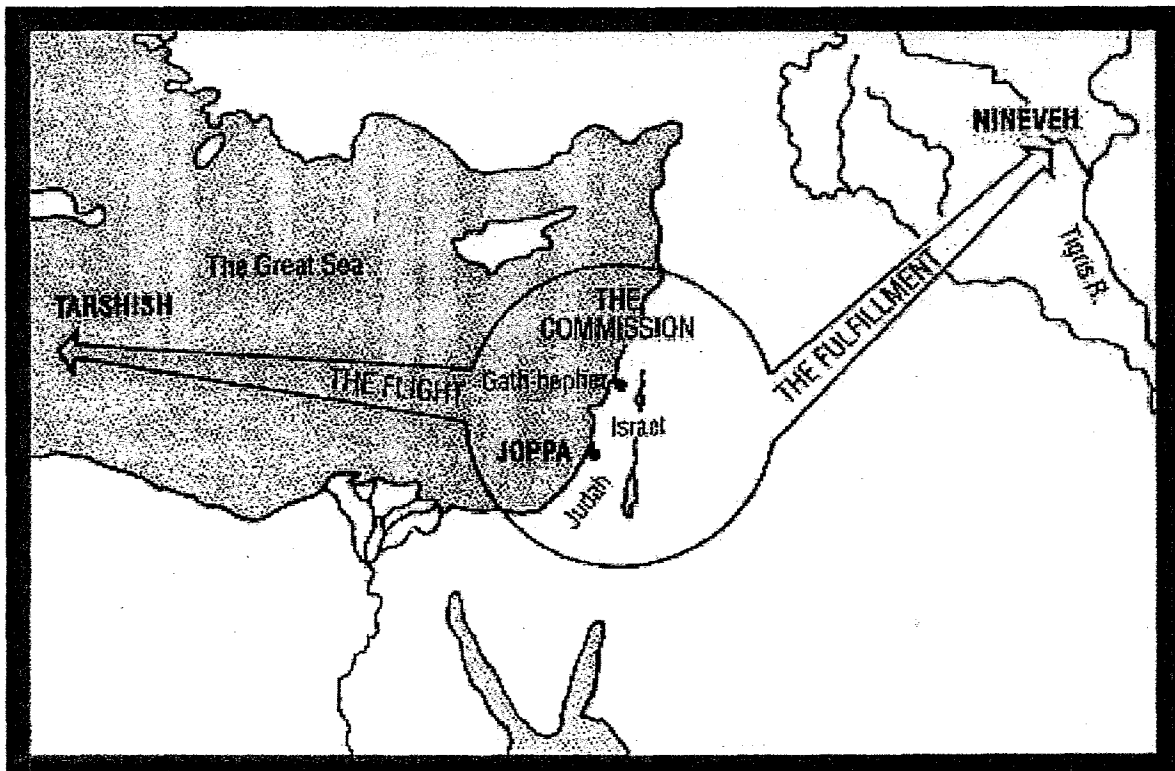 NINEVEH
Tigris R.
The Great Sea
TARSHISH
THE
COMMISSION
THE FULFILLMENT
THE FLIGHT
Gath-hepher
Israel
JOPPA
Judah